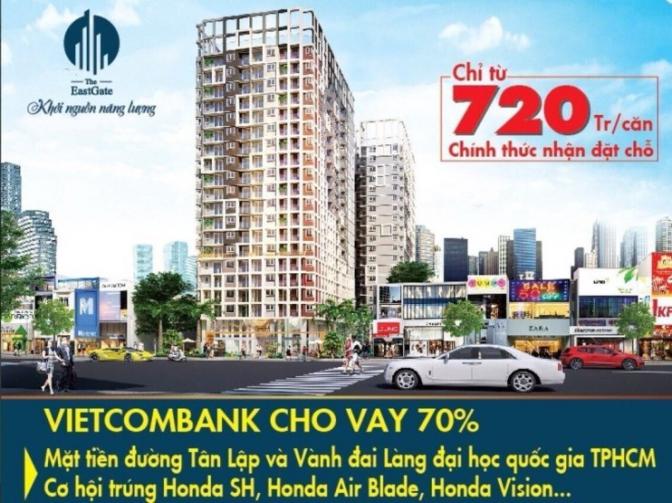 The
EastGate
Khởi nguồn năng lượng
Chỉ từ
720 Tr/căn
Chính thức nhận đặt chỗ
M
SALE
ZARA
VIETCOMBANK CHO VAY 70%
Mặt tiền đường Tân Lập và Vành đai Làng đại học quốc gia TPHCM
Cơ hội trúng Honda SH, Honda Air Blade, Honda Vision...